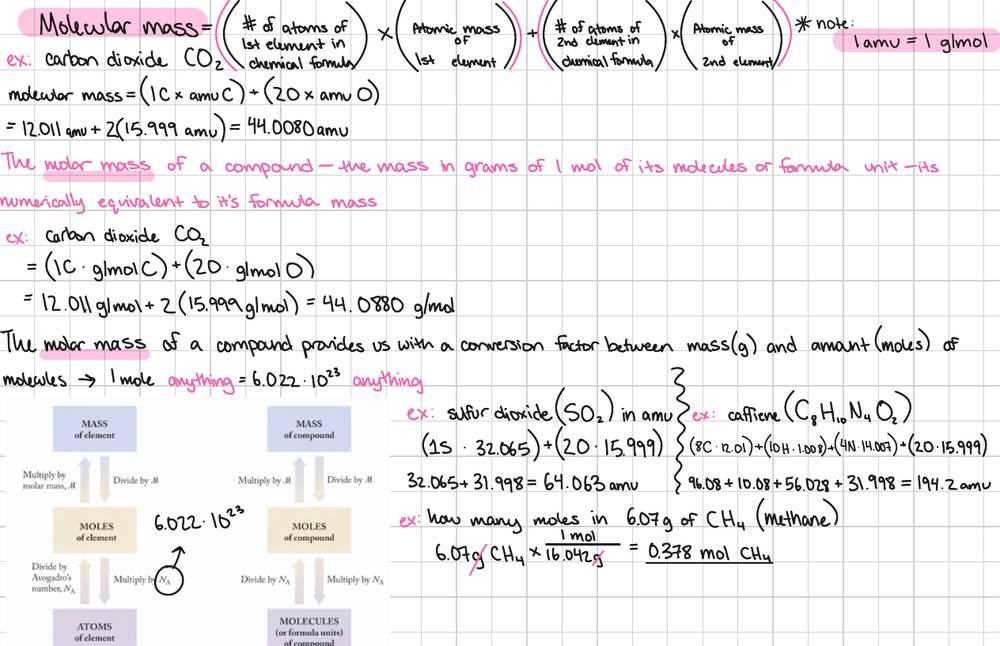 Molecular mass = ((# of atoms of 1st element in chemical formula) × (Atomic mass of 1st element)) + ((# of atoms of 2nd element in chemical formula) × (Atomic mass of 2nd element)) * note:
1 amu = 1 g/mol
ex: carbon dioxide CO₂
molecular mass = (1C × amu C) + (2O × amu O)
= 12.011 amu + 2(15.999 amu) = 44.0080 amu
The molar mass of a compound – the mass in grams of 1 mol of its molecules or formula unit – its
numerically equivalent to it's formula mass
ex: carbon dioxide CO₂
= (1C · g/mol C) + (2O · g/mol O)
= 12.011 g/mol + 2(15.999 g/mol) = 44.0880 g/mol
The molar mass of a compound provides us with a conversion factor between mass(g) and amount (moles) of
molecules → 1 mole anything = 6.022 · 10²³ anything
ex: sulfur dioxide (SO₂) in amu
(1S · 32.065) + (2O · 15.999)
32.065 + 31.998 = 64.063 amu
ex: caffiene (C₈H₁₀N₄O₂)
(8C · 12.01) + (10H · 1.008) + (4N · 14.007) + (2O · 15.999)
96.08 + 10.08 + 56.028 + 31.998 = 194.2 amu
ex: how many moles in 6.07g of CH₄ (methane)
6.07g CH₄ × 1 mol / 16.042g = 0.378 mol CH₄
MASS
of element
Multiply by
molar mass, ℳ
Divide by ℳ
MOLES
of element
6.022 · 10²³
Divide by
Avogadro's
number, N_A
Multiply by N_A
ATOMS
of element
MASS
of compound
Multiply by ℳ
Divide by ℳ
MOLES
of compound
Divide by N_A
Multiply by N_A
MOLECULES
(or formula units)
of compound